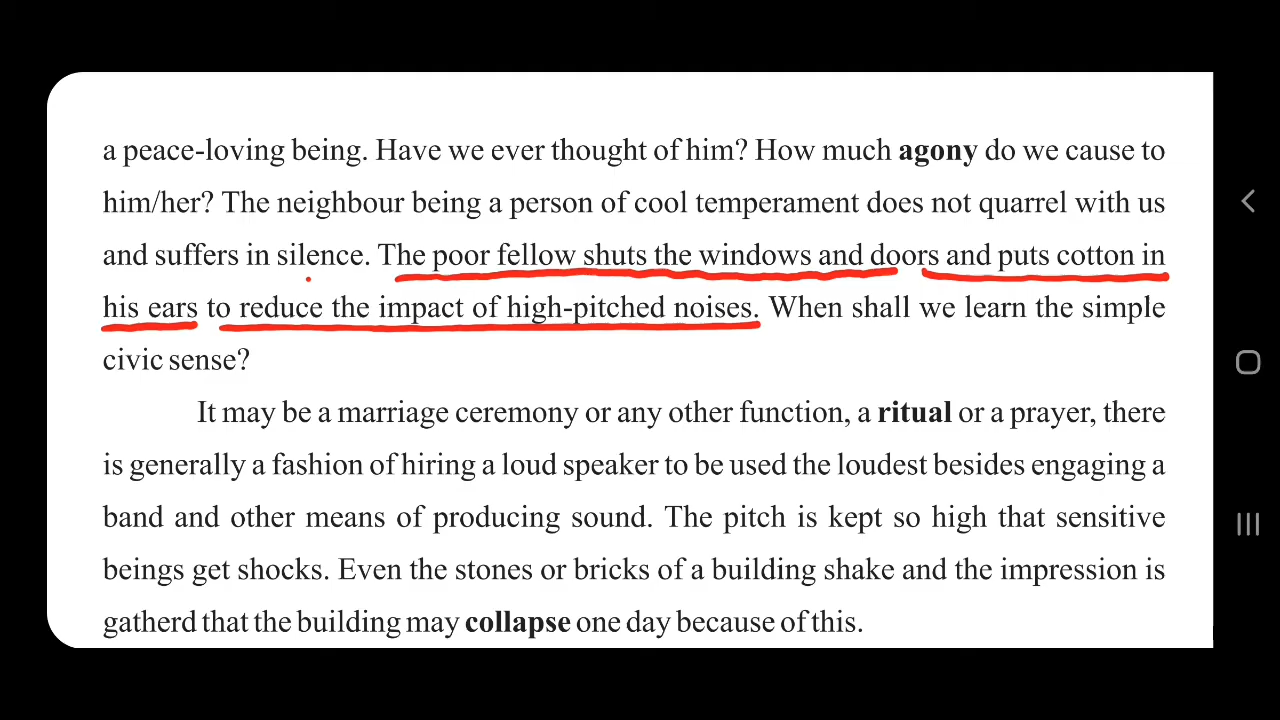 a peace-loving being. Have we ever thought of him? How much agony do we cause to
him/her? The neighbour being a person of cool temperament does not quarrel with us
and suffers in silence. The poor fellow shuts the windows and doors and puts cotton in
his ears to reduce the impact of high-pitched noises. When shall we learn the simple
civic sense?
It may be a marriage ceremony or any other function, a ritual or a prayer, there
is generally a fashion of hiring a loud speaker to be used the loudest besides engaging a
band and other means of producing sound. The pitch is kept so high that sensitive
beings get shocks. Even the stones or bricks of a building shake and the impression is
gatherd that the building may collapse one day because of this.